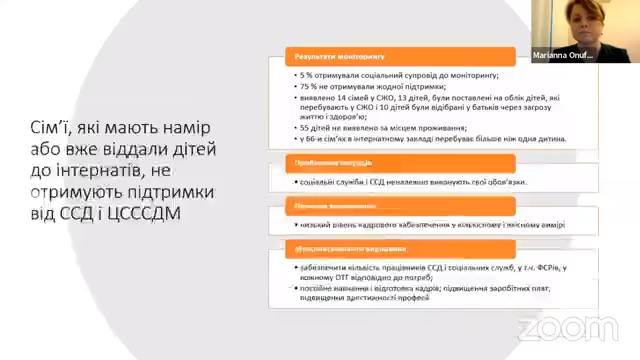 Marianna Onuf...
Сім'ї, які мають намір
або вже віддали дітей
до інтернатів, не
отримують підтримки
від ССД і ЦСССДМ
Результати моніторингу
• 5 % отримували соціальний супровід до моніторингу;
• 75 % не отримували жодної підтримки;
• виявлено 14 сімей у СЖО, 13 дітей, були поставлені на облік дітей, які
перебувають у СЖО і 10 дітей були відібрані у батьків через загрозу
життю і здоров'ю;
• 55 дітей не виявлено за місцем проживання;
• у 66-и сім'ях в інтернатному закладі перебуває більше ніж одна дитина.
• соціальні служби і ССД неналежно виконують свої обов'язки.
• низький рівень кадрового забезпечення у кількісному і якісному вимірі
• забезпечити кількість працівників ССД і соціальних служб, у т.ч. ФСРів, у
кожному ОТГ відповідно до потреб;
• постійне навчання і підготовка кадрів; підвищення заробітних плат;
підвищення престижності професії
zoom